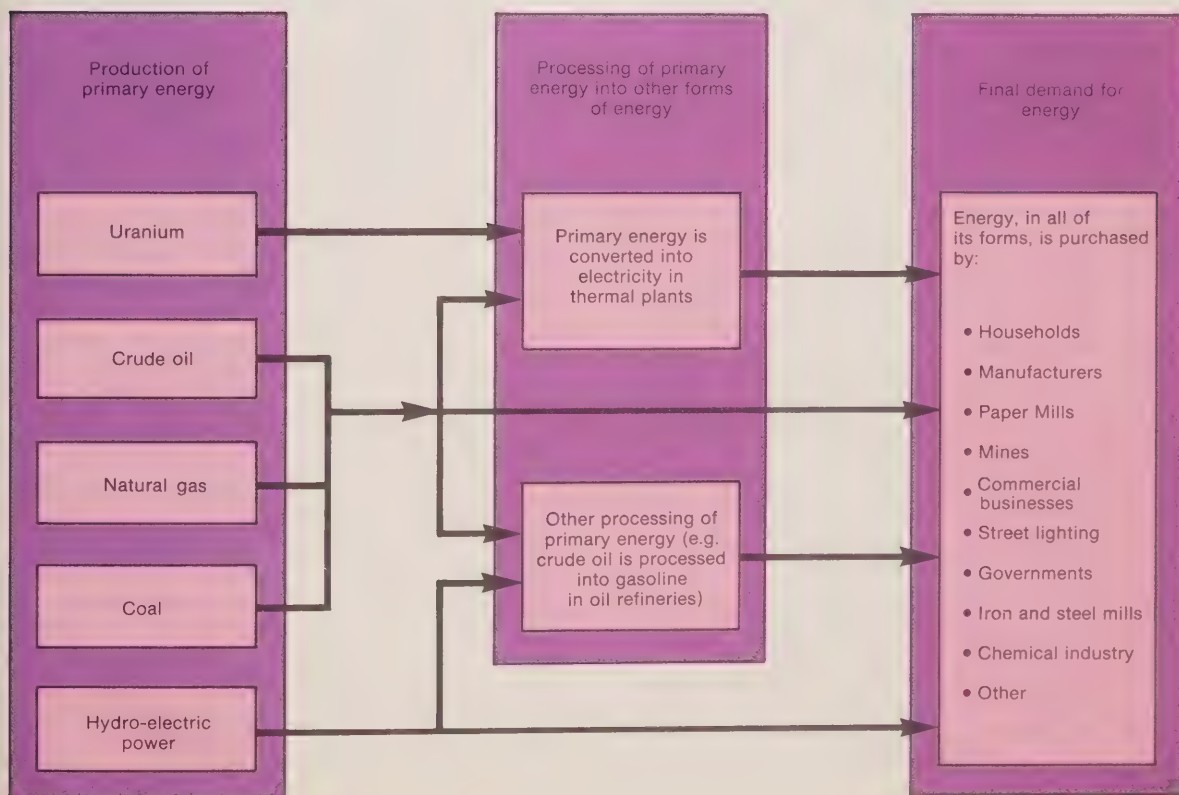 Production of
primary energy
Uranium
Crude oil
Natural gas
Coal
Hydro-electric
power
Processing of primary
energy into other forms
of energy
Primary energy is
converted into
electricity in
thermal plants
Other processing of
primary energy (e.g.
crude oil is processed
into gasoline
in oil refineries)
Final demand for
energy
Energy, in all of
its forms, is purchased
by:
• Households
• Manufacturers
• Paper Mills
• Mines
• Commercial
businesses
• Street lighting
• Governments
• Iron and steel mills
• Chemical industry
• Other